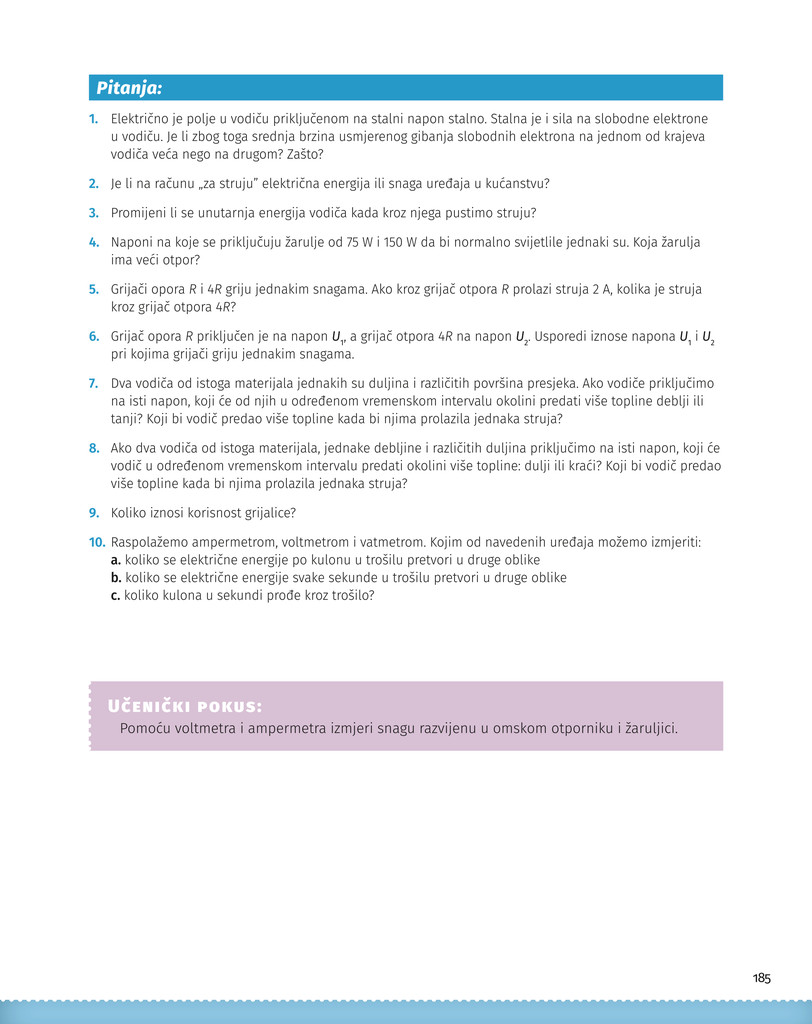 Pitanja:
1. Električno je polje u vodiču priključenom na stalni napon stalno. Stalna je i sila na slobodne elektrone
u vodiču. Je li zbog toga srednja brzina usmjerenog gibanja slobodnih elektrona na jednom od krajeva
vodiča veća nego na drugom? Zašto?
2. Je li na računu „za struju” električna energija ili snaga uređaja u kućanstvu?
3. Promijeni li se unutarnja energija vodiča kada kroz njega pustimo struju?
4. Naponi na koje se priključuju žarulje od 75 W i 150 W da bi normalno svijetlile jednaki su. Koja žarulja
ima veći otpor?
5. Grijači opora R i 4R griju jednakim snagama. Ako kroz grijač otpora R prolazi struja 2 A, kolika je struja
kroz grijač otpora 4R?
6. Grijač opora R priključen je na napon U₁, a grijač otpora 4R na napon U₂. Usporedi iznose napona U₁ i U₂
pri kojima grijači griju jednakim snagama.
7. Dva vodiča od istoga materijala jednakih su duljina i različitih površina presjeka. Ako vodiče priključimo
na isti napon, koji će od njih u određenom vremenskom intervalu okolini predati više topline deblji ili
tanji? Koji bi vodič predao više topline kada bi njima prolazila jednaka struja?
8. Ako dva vodiča od istoga materijala, jednake debljine i različitih duljina priključimo na isti napon, koji će
vodič u određenom vremenskom intervalu predati okolini više topline: dulji ili kraći? Koji bi vodič predao
više topline kada bi njima prolazila jednaka struja?
9. Koliko iznosi korisnost grijalice?
10. Raspolažemo ampermetrom, voltmetrom i vatmetrom. Kojim od navedenih uređaja možemo izmjeriti:
a. koliko se električne energije po kulonu u trošilu pretvori u druge oblike
b. koliko se električne energije svake sekunde u trošilu pretvori u druge oblike
c. koliko kulona u sekundi prođe kroz trošilo?
Učenički pokus:
Pomoću voltmetra i ampermetra izmjeri snagu razvijenu u omskom otporniku i žaruljici.
185